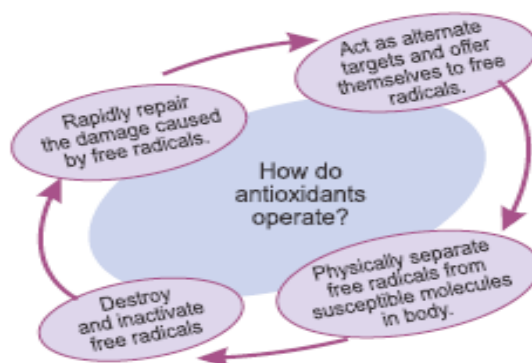 Act as alternate
targets and offer
themselves to free
radicals.
Rapidly repair
the damage caused
by free radicals.
How do
antioxidants
operate?
Physically separate
free radicals from
susceptible molecules
in body.
Destroy
and inactivate
free radicals